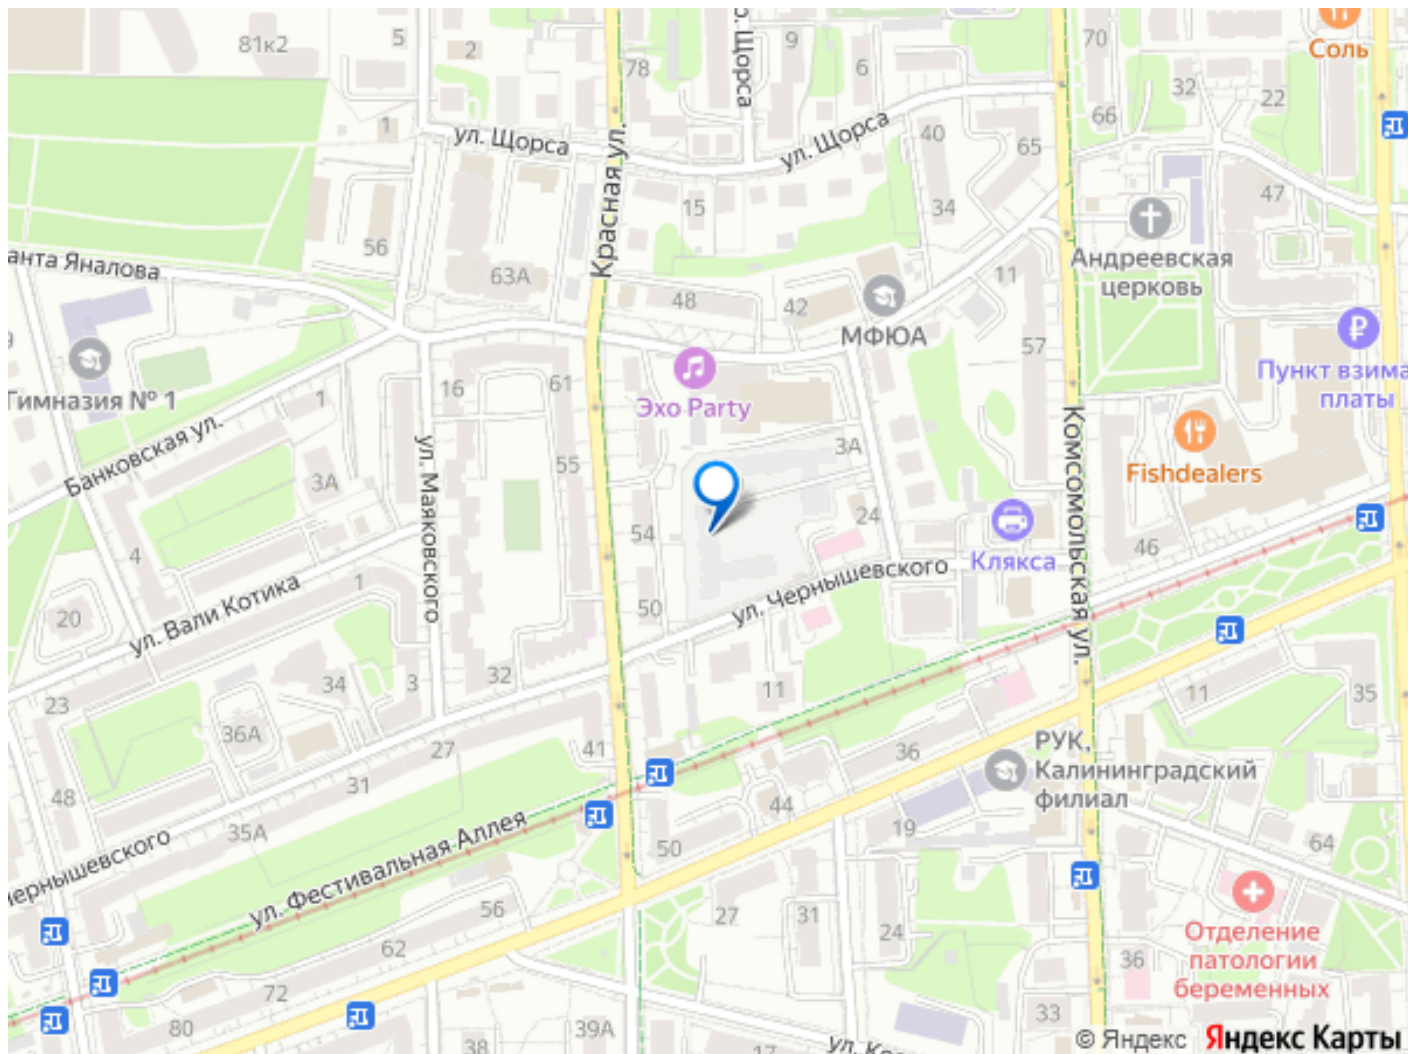 81к2
5
2
78
ул. Щорса
9
6
70
Соль
32
22
66
1
ул. Щорса
ул. Щорса
40
65
Красная ул.
15
34
47
56
Андреевская
церковь
анта Яналова
63А
48
42
11
МФЮА
57
Пункт взима
платы
Гимназия № 1
1
16
61
Эхо Party
Банковская ул.
ул. Маяковского
55
3А
3А
Комсомольская ул.
Fishdealers
4
54
24
Клякса
46
20
1
ул. Вали Котика
50
ул. Чернышевского
23
34
3
32
11
11
35
36А
27
41
36
РУК,
Калининградский
филиал
48
31
35А
44
19
64
Чернышевского
ул. Фестивальная Аллея
50
56
27
31
24
Отделение
патологии
беременных
62
36
72
80
39А
33
38
17
© Яндекс Яндекс Карты